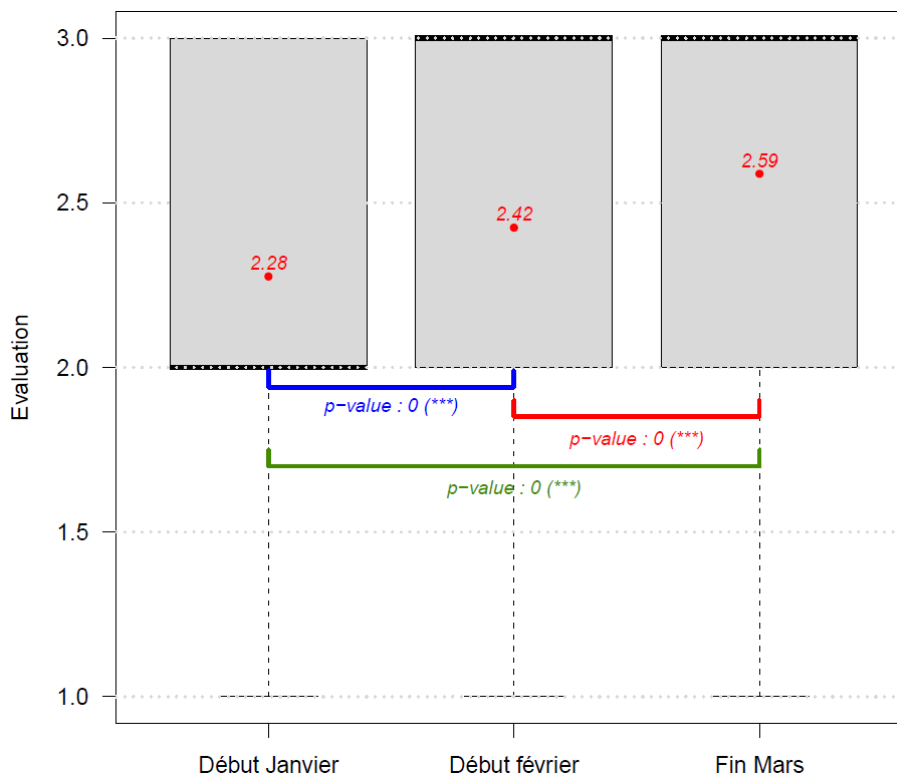 3.0
2.59
2.5
2.42
2.28
Evaluation
2.0
p−value : 0 (***)
p−value : 0 (***)
p−value : 0 (***)
1.5
1.0
Début Janvier
Début février
Fin Mars